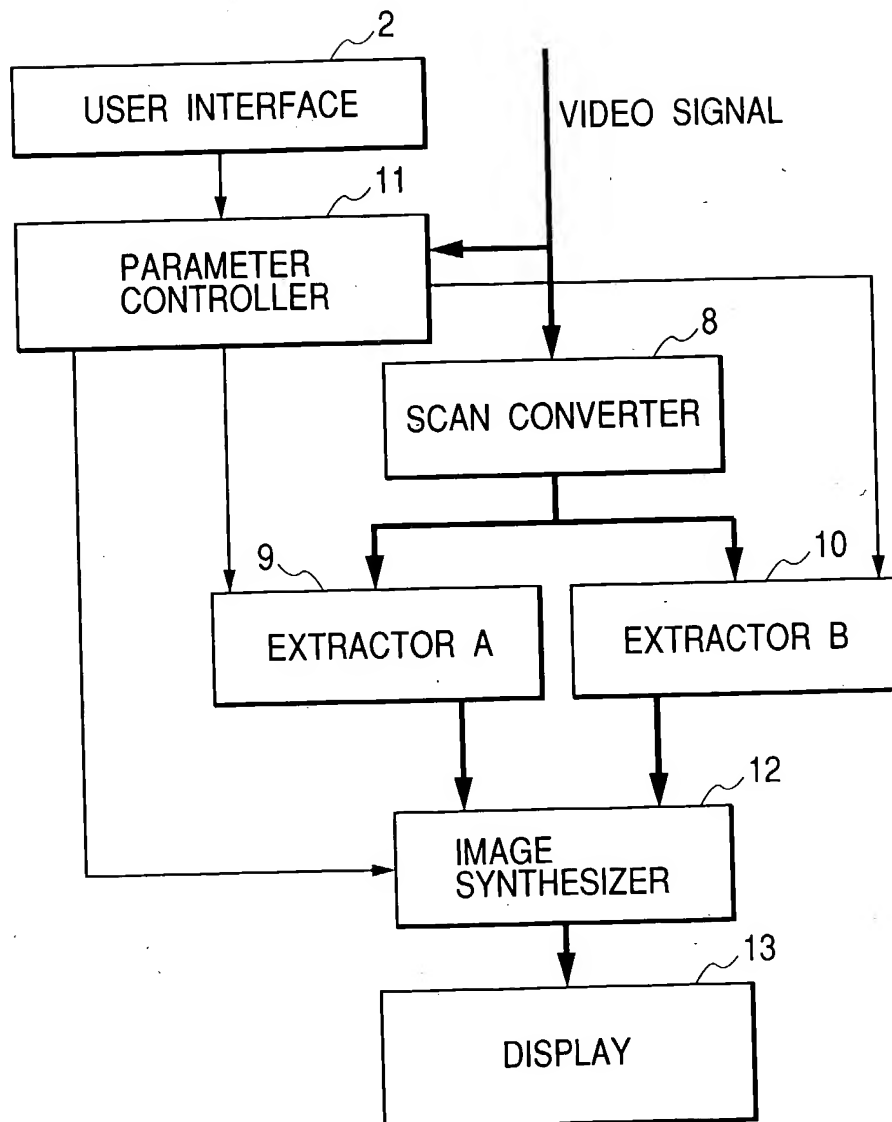 2
USER INTERFACE
VIDEO SIGNAL
11
PARAMETER
CONTROLLER
8
SCAN CONVERTER
9
10
EXTRACTOR A
EXTRACTOR B
12
IMAGE
SYNTHESIZER
13
DISPLAY